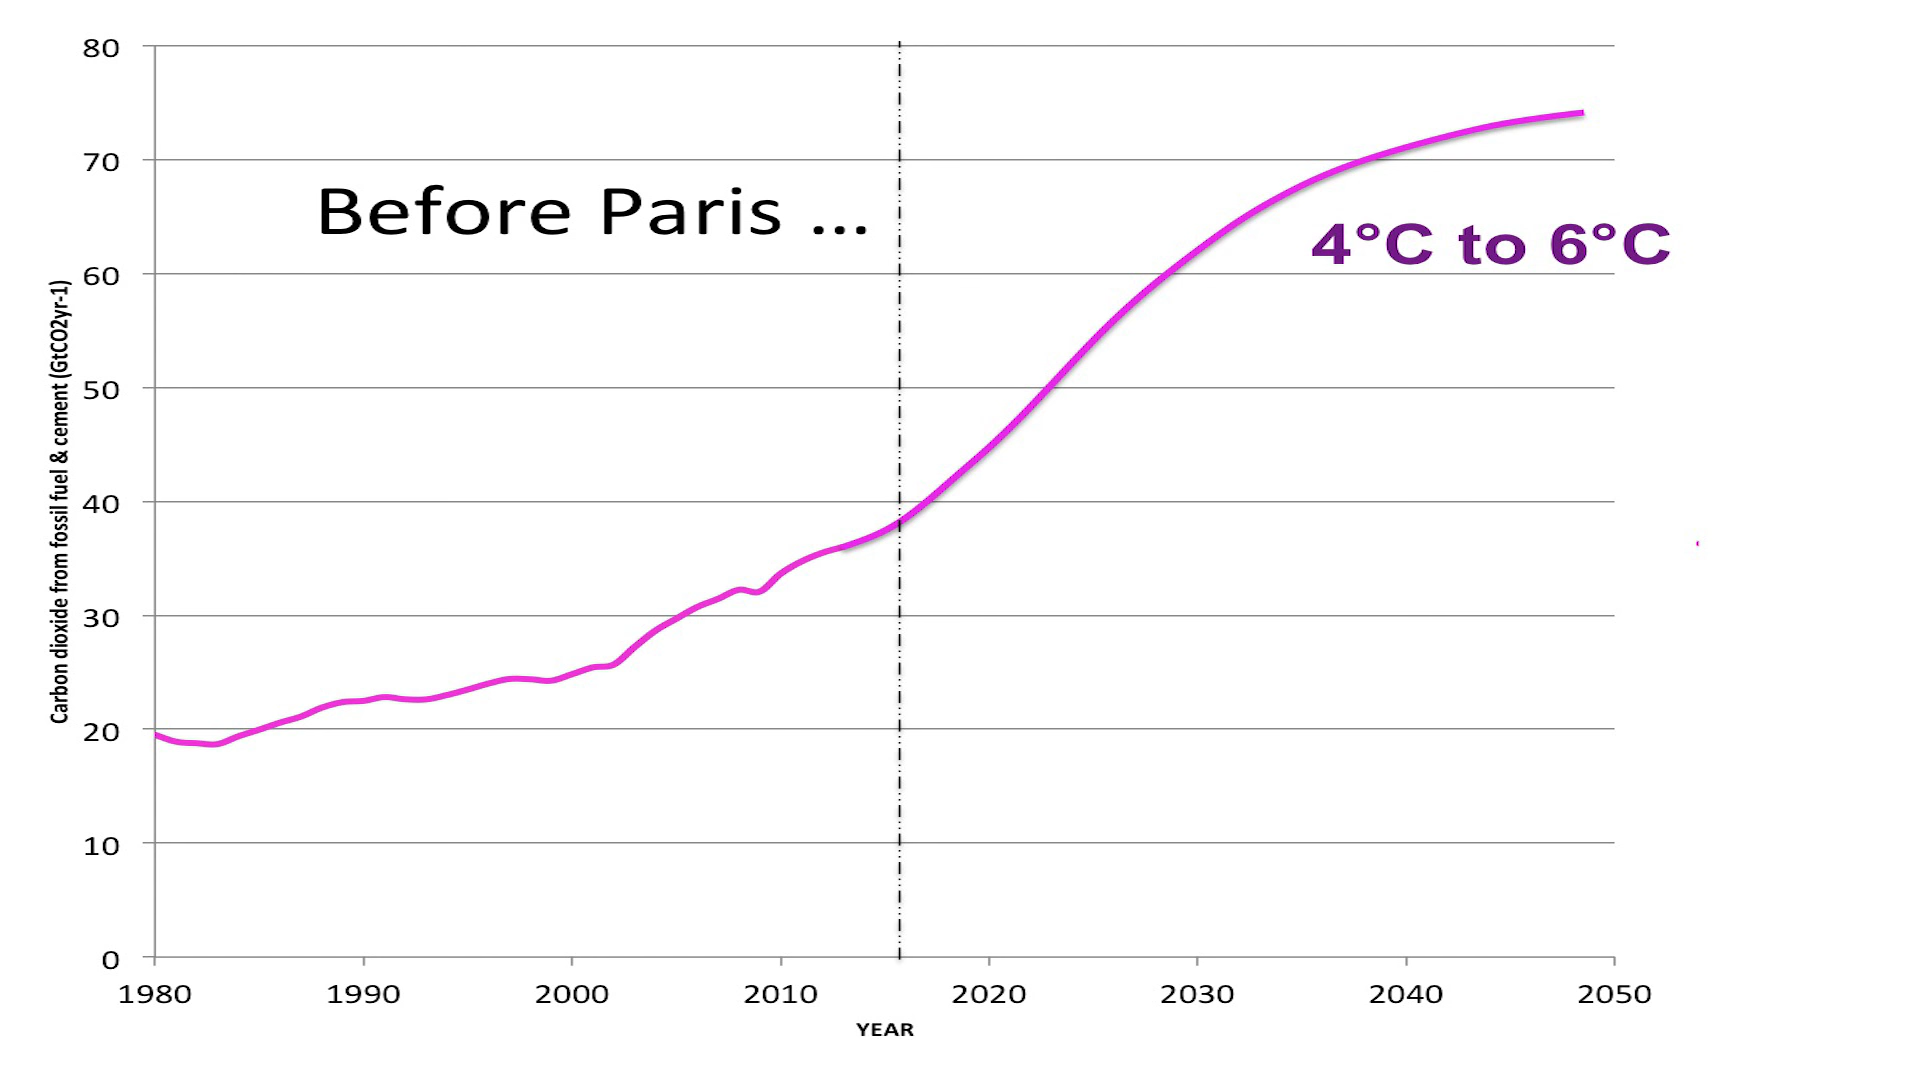 80
70
Before Paris ...
4°C to 6°C
60
50
40
30
20
10
0
Carbon dioxide from fossil fuel & cement (GtCO2yr-1)
1980 1990 2000 2010 2020 2030 2040 2050
YEAR